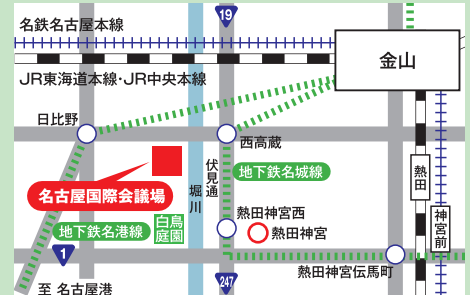 名鉄名古屋本線
19
JR東海道本線・JR中央本線
金山
日比野
西高蔵
伏見通
地下鉄名城線
熱田
名古屋国際会議場
堀川
白鳥
庭園
熱田神宮西
神宮前
地下鉄名港線
熱田神宮
1
247
熱田神宮伝馬町
至 名古屋港